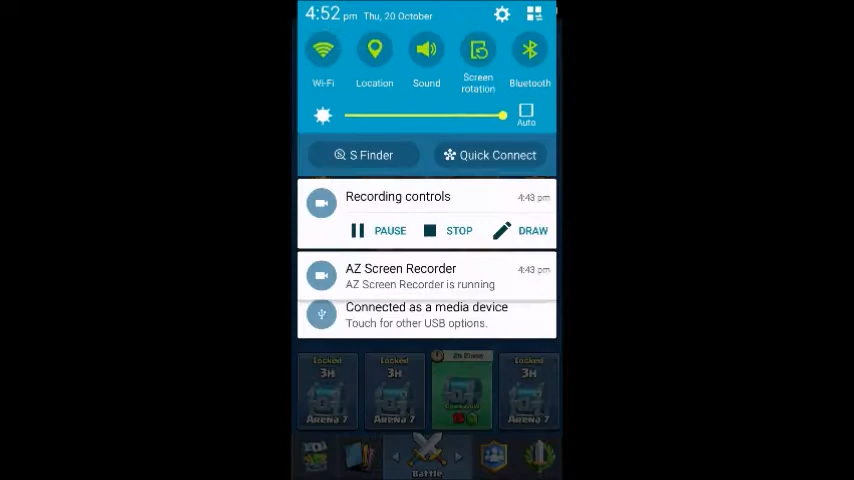 4:52 pm Thu, 20 October
Wi-Fi
Location
Sound
Screen
rotation
Bluetooth
Auto
S Finder
Quick Connect
Recording controls 4:43 pm
PAUSE STOP DRAW
AZ Screen Recorder 4:43 pm
AZ Screen Recorder is running
Connected as a media device
Touch for other USB options.
Locked
3H
Arena 7
Locked
3H
Arena 7
Locked
3H
Arena 7
Battle